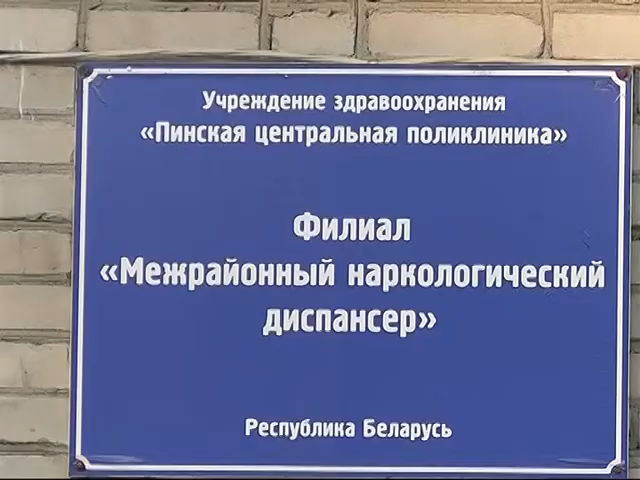 Учреждение здравоохранения
«Пинская центральная поликлиника»
Филиал
«Межрайонный наркологический
диспансер»
Республика Беларусь